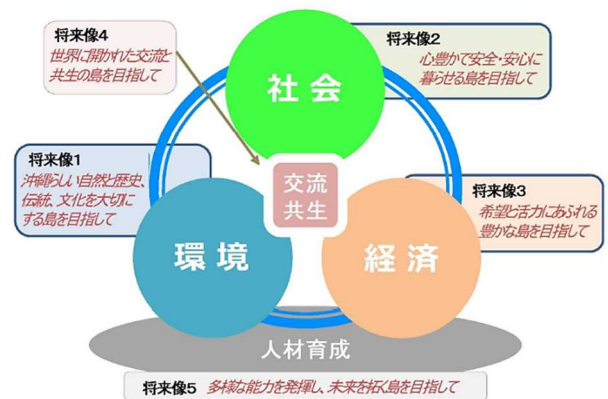 将来像4
世界に開かれた交流と
共生の島を目指して
将来像2
心豊かで安全・安心に
暮らせる島を目指して
社会
将来像1
沖縄らしい自然と歴史、
伝統、文化を大切に
する島を目指して
交流
共生
将来像3
希望と活力にあふれる
豊かな島を目指して
環境
経済
人材育成
将来像5 多様な能力を発揮し、未来を拓く島を目指して